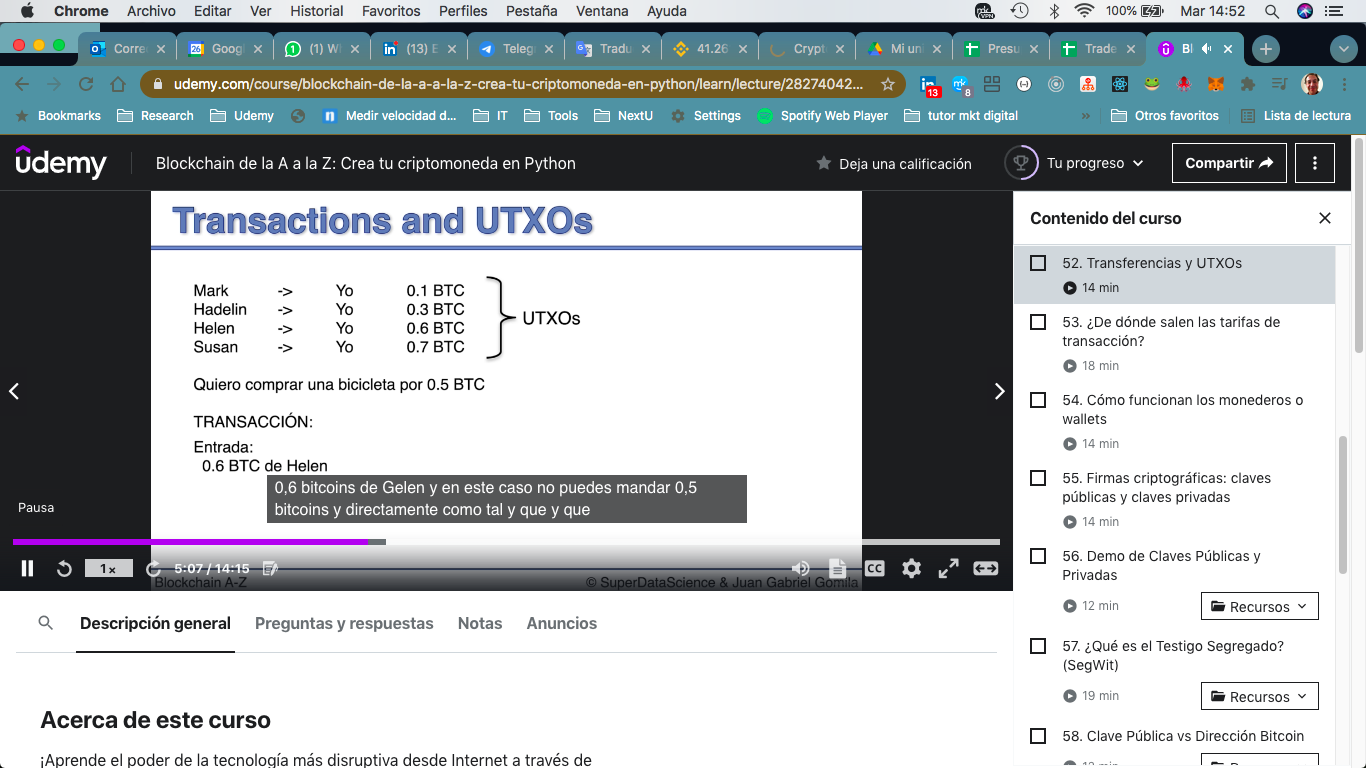 Chrome Archivo Editar Ver Historial Favoritos Perfiles Pestaña Ventana Ayuda 100% Mar 14:52
Corre 26 Goog (1) W in (13) E Teleg Tradu 41.26 Crypt Mi uni Presu Trade
udemy.com/course/blockchain-de-la-a-a-la-z-crea-tu-criptomoneda-en-python/learn/lecture/28274042... 13 8
Bookmarks Research Udemy Medir velocidad d... IT Tools NextU Settings Spotify Web Player tutor mkt digital » Otros favoritos Lista de lectura
udemy Blockchain de la A a la Z: Crea tu criptomoneda en Python Deja una calificación Tu progreso Compartir
Transactions and UTXOs
Mark -> Yo 0.1 BTC
Hadelin -> Yo 0.3 BTC
Helen -> Yo 0.6 BTC
Susan -> Yo 0.7 BTC
UTXOs
Quiero comprar una bicicleta por 0.5 BTC
TRANSACCIÓN:
Entrada:
0.6 BTC de Helen
0,6 bitcoins de Gelen y en este caso no puedes mandar 0,5
bitcoins y directamente como tal y que y que
Pausa
1x 5:07 / 14:15 CC
Blockchain A-Z © SuperDataScience & Juan Gabriel Gomila
Contenido del curso
52. Transferencias y UTXOs
14 min
53. ¿De dónde salen las tarifas de
transacción?
18 min
54. Cómo funcionan los monederos o
wallets
14 min
55. Firmas criptográficas: claves
públicas y claves privadas
14 min
56. Demo de Claves Públicas y
Privadas
12 min Recursos
57. ¿Qué es el Testigo Segregado?
(SegWit)
19 min Recursos
58. Clave Pública vs Dirección Bitcoin
Descripción general Preguntas y respuestas Notas Anuncios
Acerca de este curso
¡Aprende el poder de la tecnología más disruptiva desde Internet a través de